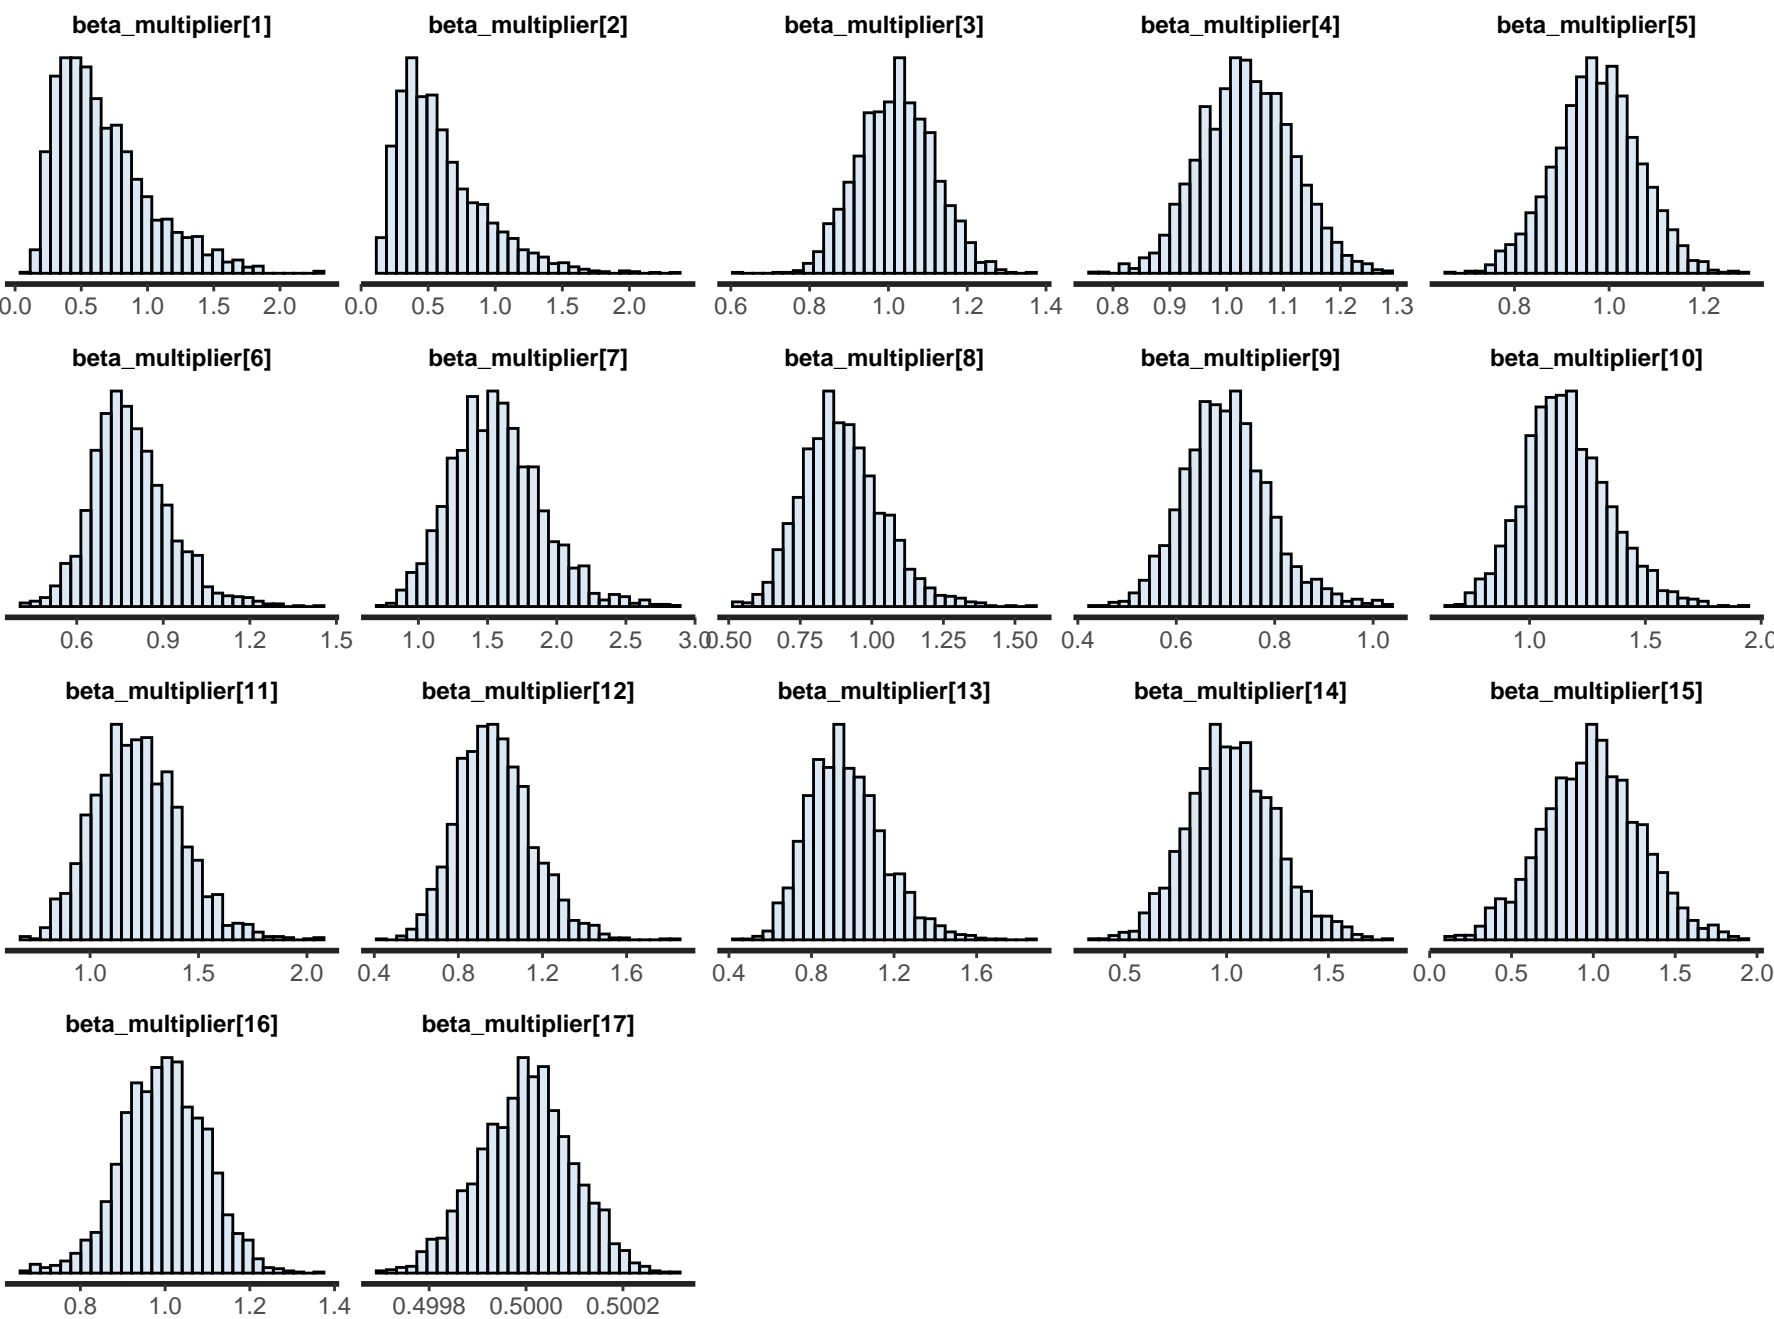 beta_multiplier[1] beta_multiplier[2] beta_multiplier[3] beta_multiplier[4] beta_multiplier[5]
0.0 0.5 1.0 1.5 2.0 0.0 0.5 1.0 1.5 2.0 0.6 0.8 1.0 1.2 1.4 0.8 0.9 1.0 1.1 1.2 1.3 0.8 1.0 1.2
beta_multiplier[6] beta_multiplier[7] beta_multiplier[8] beta_multiplier[9] beta_multiplier[10]
0.6 0.9 1.2 1.5 1.0 1.5 2.0 2.5 3.0 0.50 0.75 1.00 1.25 1.50 0.4 0.6 0.8 1.0 1.0 1.5 2.0
beta_multiplier[11] beta_multiplier[12] beta_multiplier[13] beta_multiplier[14] beta_multiplier[15]
1.0 1.5 2.0 0.4 0.8 1.2 1.6 0.4 0.8 1.2 1.6 0.5 1.0 1.5 0.0 0.5 1.0 1.5 2.0
beta_multiplier[16] beta_multiplier[17]
0.8 1.0 1.2 1.4 0.4998 0.5000 0.5002